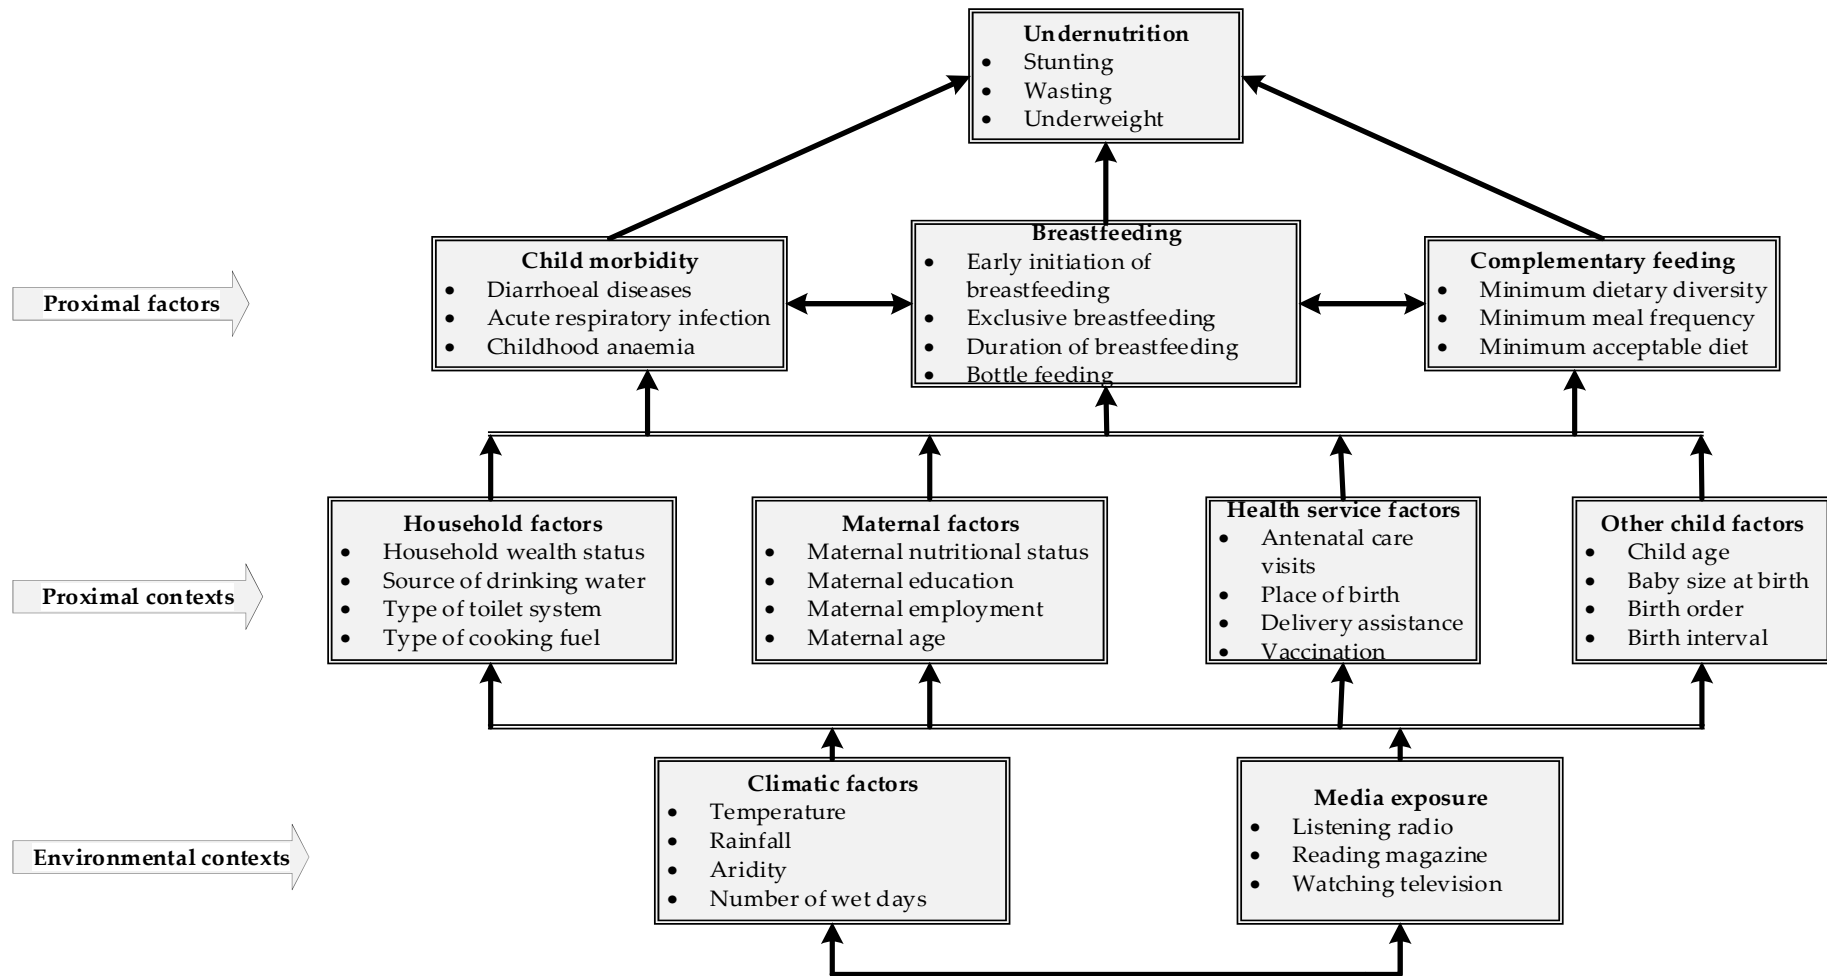 Undernutrition
• Stunting
• Wasting
• Underweight
Proximal factors
Child morbidity
• Diarrhoeal diseases
• Acute respiratory infection
• Childhood anaemia
Breastfeeding
• Early initiation of
breastfeeding
• Exclusive breastfeeding
• Duration of breastfeeding
• Bottle feeding
Complementary feeding
• Minimum dietary diversity
• Minimum meal frequency
• Minimum acceptable diet
Proximal contexts
Household factors
• Household wealth status
• Source of drinking water
• Type of toilet system
• Type of cooking fuel
Maternal factors
• Maternal nutritional status
• Maternal education
• Maternal employment
• Maternal age
Health service factors
• Antenatal care
visits
• Place of birth
• Delivery assistance
• Vaccination
Other child factors
• Child age
• Baby size at birth
• Birth order
• Birth interval
Environmental contexts
Climatic factors
• Temperature
• Rainfall
• Aridity
• Number of wet days
Media exposure
• Listening radio
• Reading magazine
• Watching television